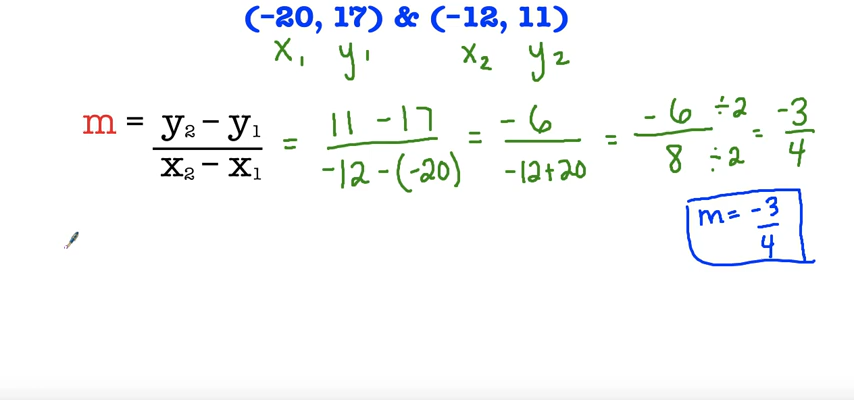 (-20, 17) & (-12, 11)
x₁ y₁ x₂ y₂
m = (y₂ - y₁)/(x₂ - x₁) = (11 - 17)/(-12 - (-20)) = (-6)/(-12 + 20) = (-6 ÷2)/(8 ÷2) = (-3)/4
m = (-3)/4